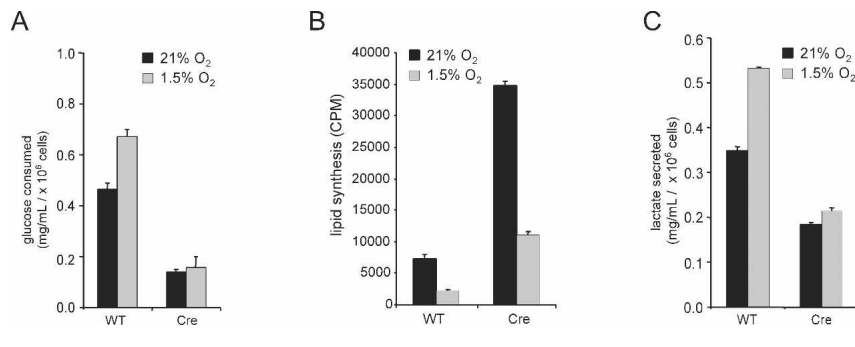 A
glucose consumed
(mg/mL / x 10⁶ cells)
1.0
0.8
0.6
0.4
0.2
0.0
21% O₂
1.5% O₂
WT
Cre
B
lipid synthesis (CPM)
40000
35000
30000
25000
20000
15000
10000
5000
0
21% O₂
1.5% O₂
WT
Cre
C
lactate secreted
(mg/mL / x 10⁶ cells)
0.6
0.5
0.4
0.3
0.2
0.1
0.0
21% O₂
1.5% O₂
WT
Cre